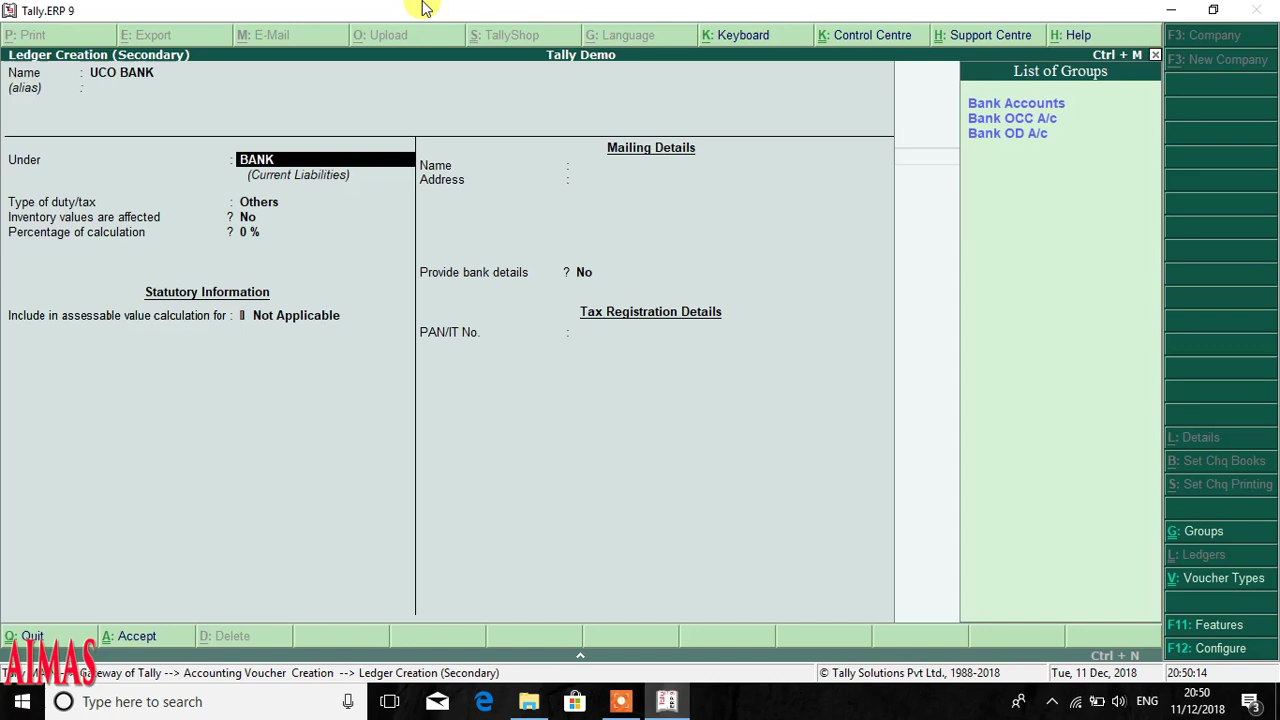 Tally.ERP 9
P: Print
E: Export
M: E-Mail
O: Upload
S: TallyShop
G: Language
K: Keyboard
K: Control Centre
H: Support Centre
H: Help
F3: Company
Ledger Creation (Secondary)
Tally Demo
Ctrl + M
F3: New Company
Name : UCO BANK
(alias) :
List of Groups
Bank Accounts
Bank OCC A/c
Bank OD A/c
Under : BANK
(Current Liabilities)
Type of duty/tax : Others
Inventory values are affected ? No
Percentage of calculation ? 0 %
Statutory Information
Include in assessable value calculation for : Not Applicable
Mailing Details
Name :
Address :
Provide bank details ? No
Tax Registration Details
PAN/IT No. :
L: Details
B: Set Chq Books
S: Set Chq Printing
G: Groups
L: Ledgers
V: Voucher Types
F11: Features
F12: Configure
Q: Quit
A: Accept
D: Delete
Ctrl + N
AIMAS
Gateway of Tally --> Accounting Voucher Creation --> Ledger Creation (Secondary)
© Tally Solutions Pvt Ltd., 1988-2018
Tue, 11 Dec, 2018
20:50:14
Type here to search
ENG
20:50
11/12/2018
3